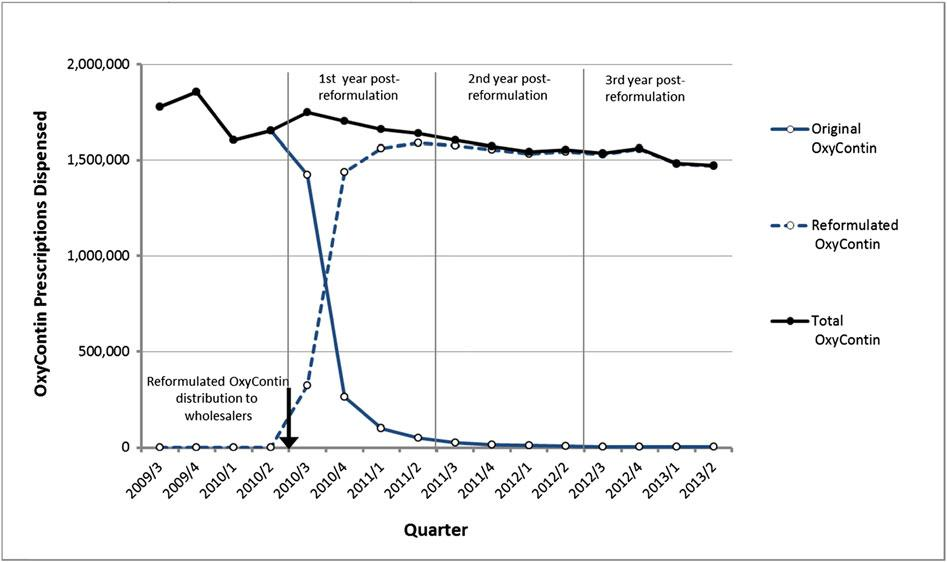 2,000,000
1,500,000
1,000,000
500,000
0
OxyContin Prescriptions Dispensed
1st year post-
reformulation
2nd year post-
reformulation
3rd year post-
reformulation
Reformulated OxyContin
distribution to
wholesalers
2009/3
2009/4
2010/1
2010/2
2010/3
2010/4
2011/1
2011/2
2011/3
2011/4
2012/1
2012/2
2012/3
2012/4
2013/1
2013/2
Quarter
Original
OxyContin
Reformulated
OxyContin
Total
OxyContin